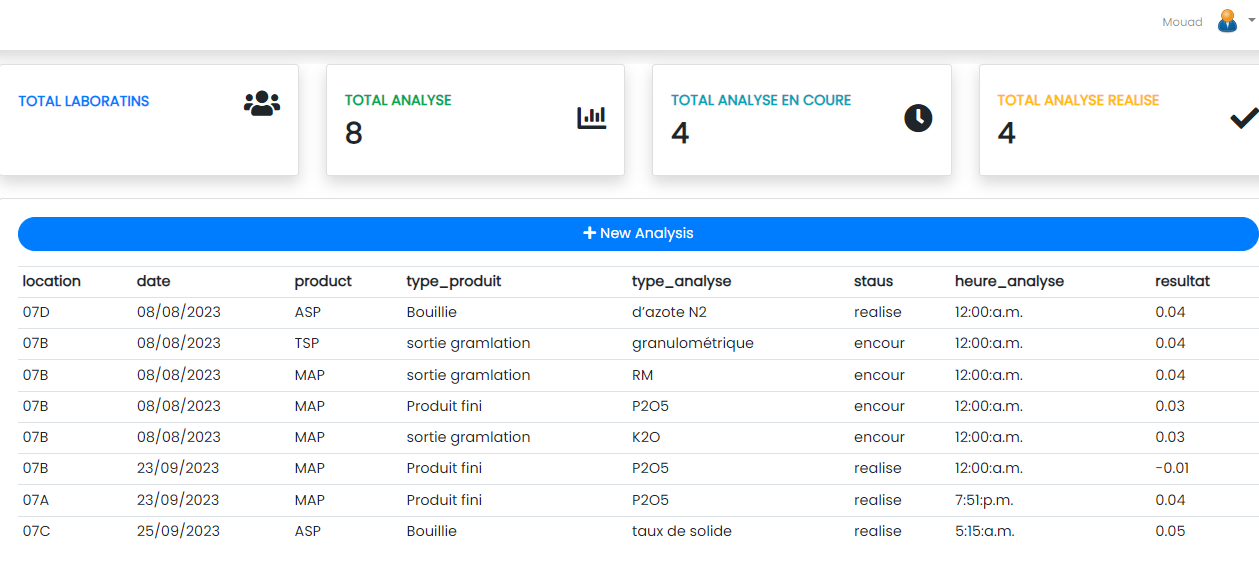 Mouad
TOTAL LABORATINS
TOTAL ANALYSE
8
TOTAL ANALYSE EN COURE
4
TOTAL ANALYSE REALISE
4
New Analysis
location date product type_produit type_analyse staus heure_analyse resultat
07D 08/08/2023 ASP Bouillie d’azote N2 realise 12:00:a.m. 0.04
07B 08/08/2023 TSP sortie gramlation granulométrique encour 12:00:a.m. 0.04
07B 08/08/2023 MAP sortie gramlation RM encour 12:00:a.m. 0.04
07B 08/08/2023 MAP Produit fini P2O5 encour 12:00:a.m. 0.03
07B 08/08/2023 MAP sortie gramlation K2O encour 12:00:a.m. 0.03
07B 23/09/2023 MAP Produit fini P2O5 realise 12:00:a.m. -0.01
07A 23/09/2023 MAP Produit fini P2O5 realise 7:51:p.m. 0.04
07C 25/09/2023 ASP Bouillie taux de solide realise 5:15:a.m. 0.05